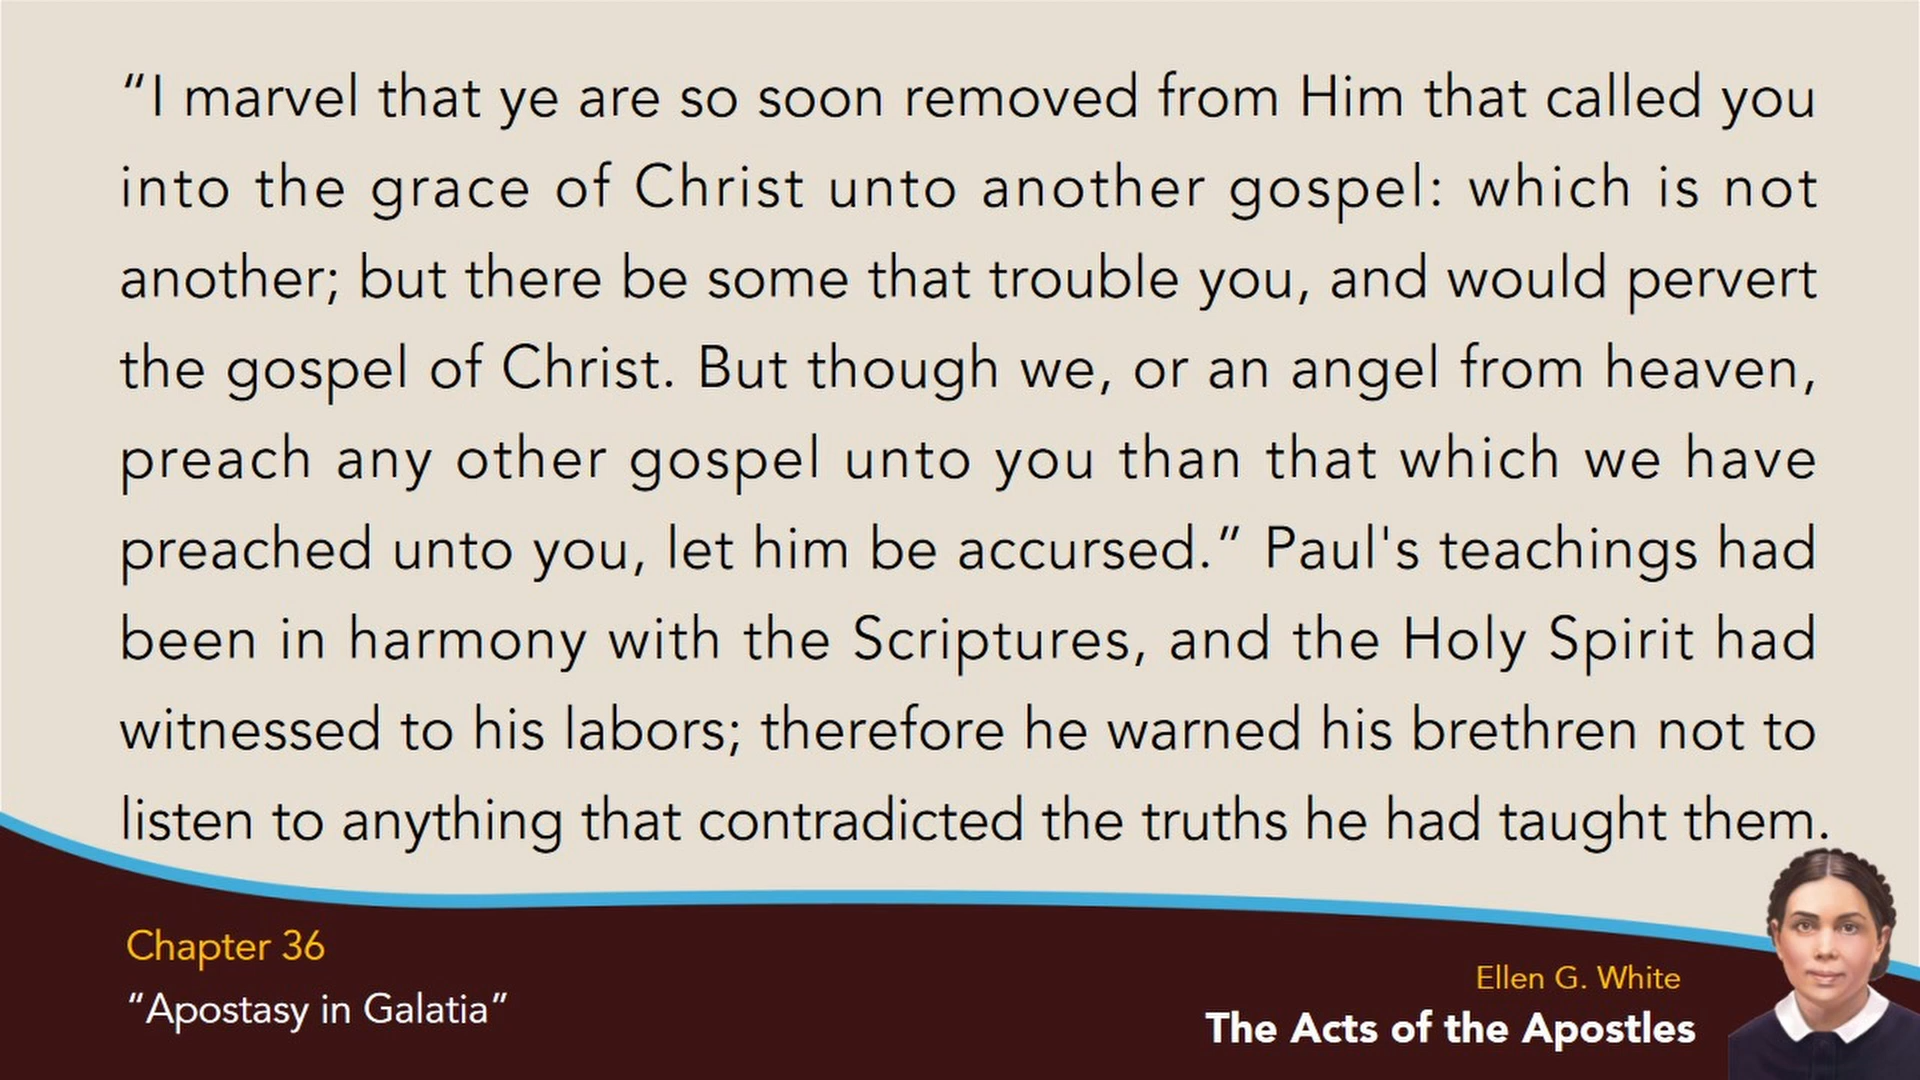 “I marvel that ye are so soon removed from Him that called you
into the grace of Christ unto another gospel: which is not
another; but there be some that trouble you, and would pervert
the gospel of Christ. But though we, or an angel from heaven,
preach any other gospel unto you than that which we have
preached unto you, let him be accursed.” Paul's teachings had
been in harmony with the Scriptures, and the Holy Spirit had
witnessed to his labors; therefore he warned his brethren not to
listen to anything that contradicted the truths he had taught them.
Chapter 36
“Apostasy in Galatia”
Ellen G. White
The Acts of the Apostles